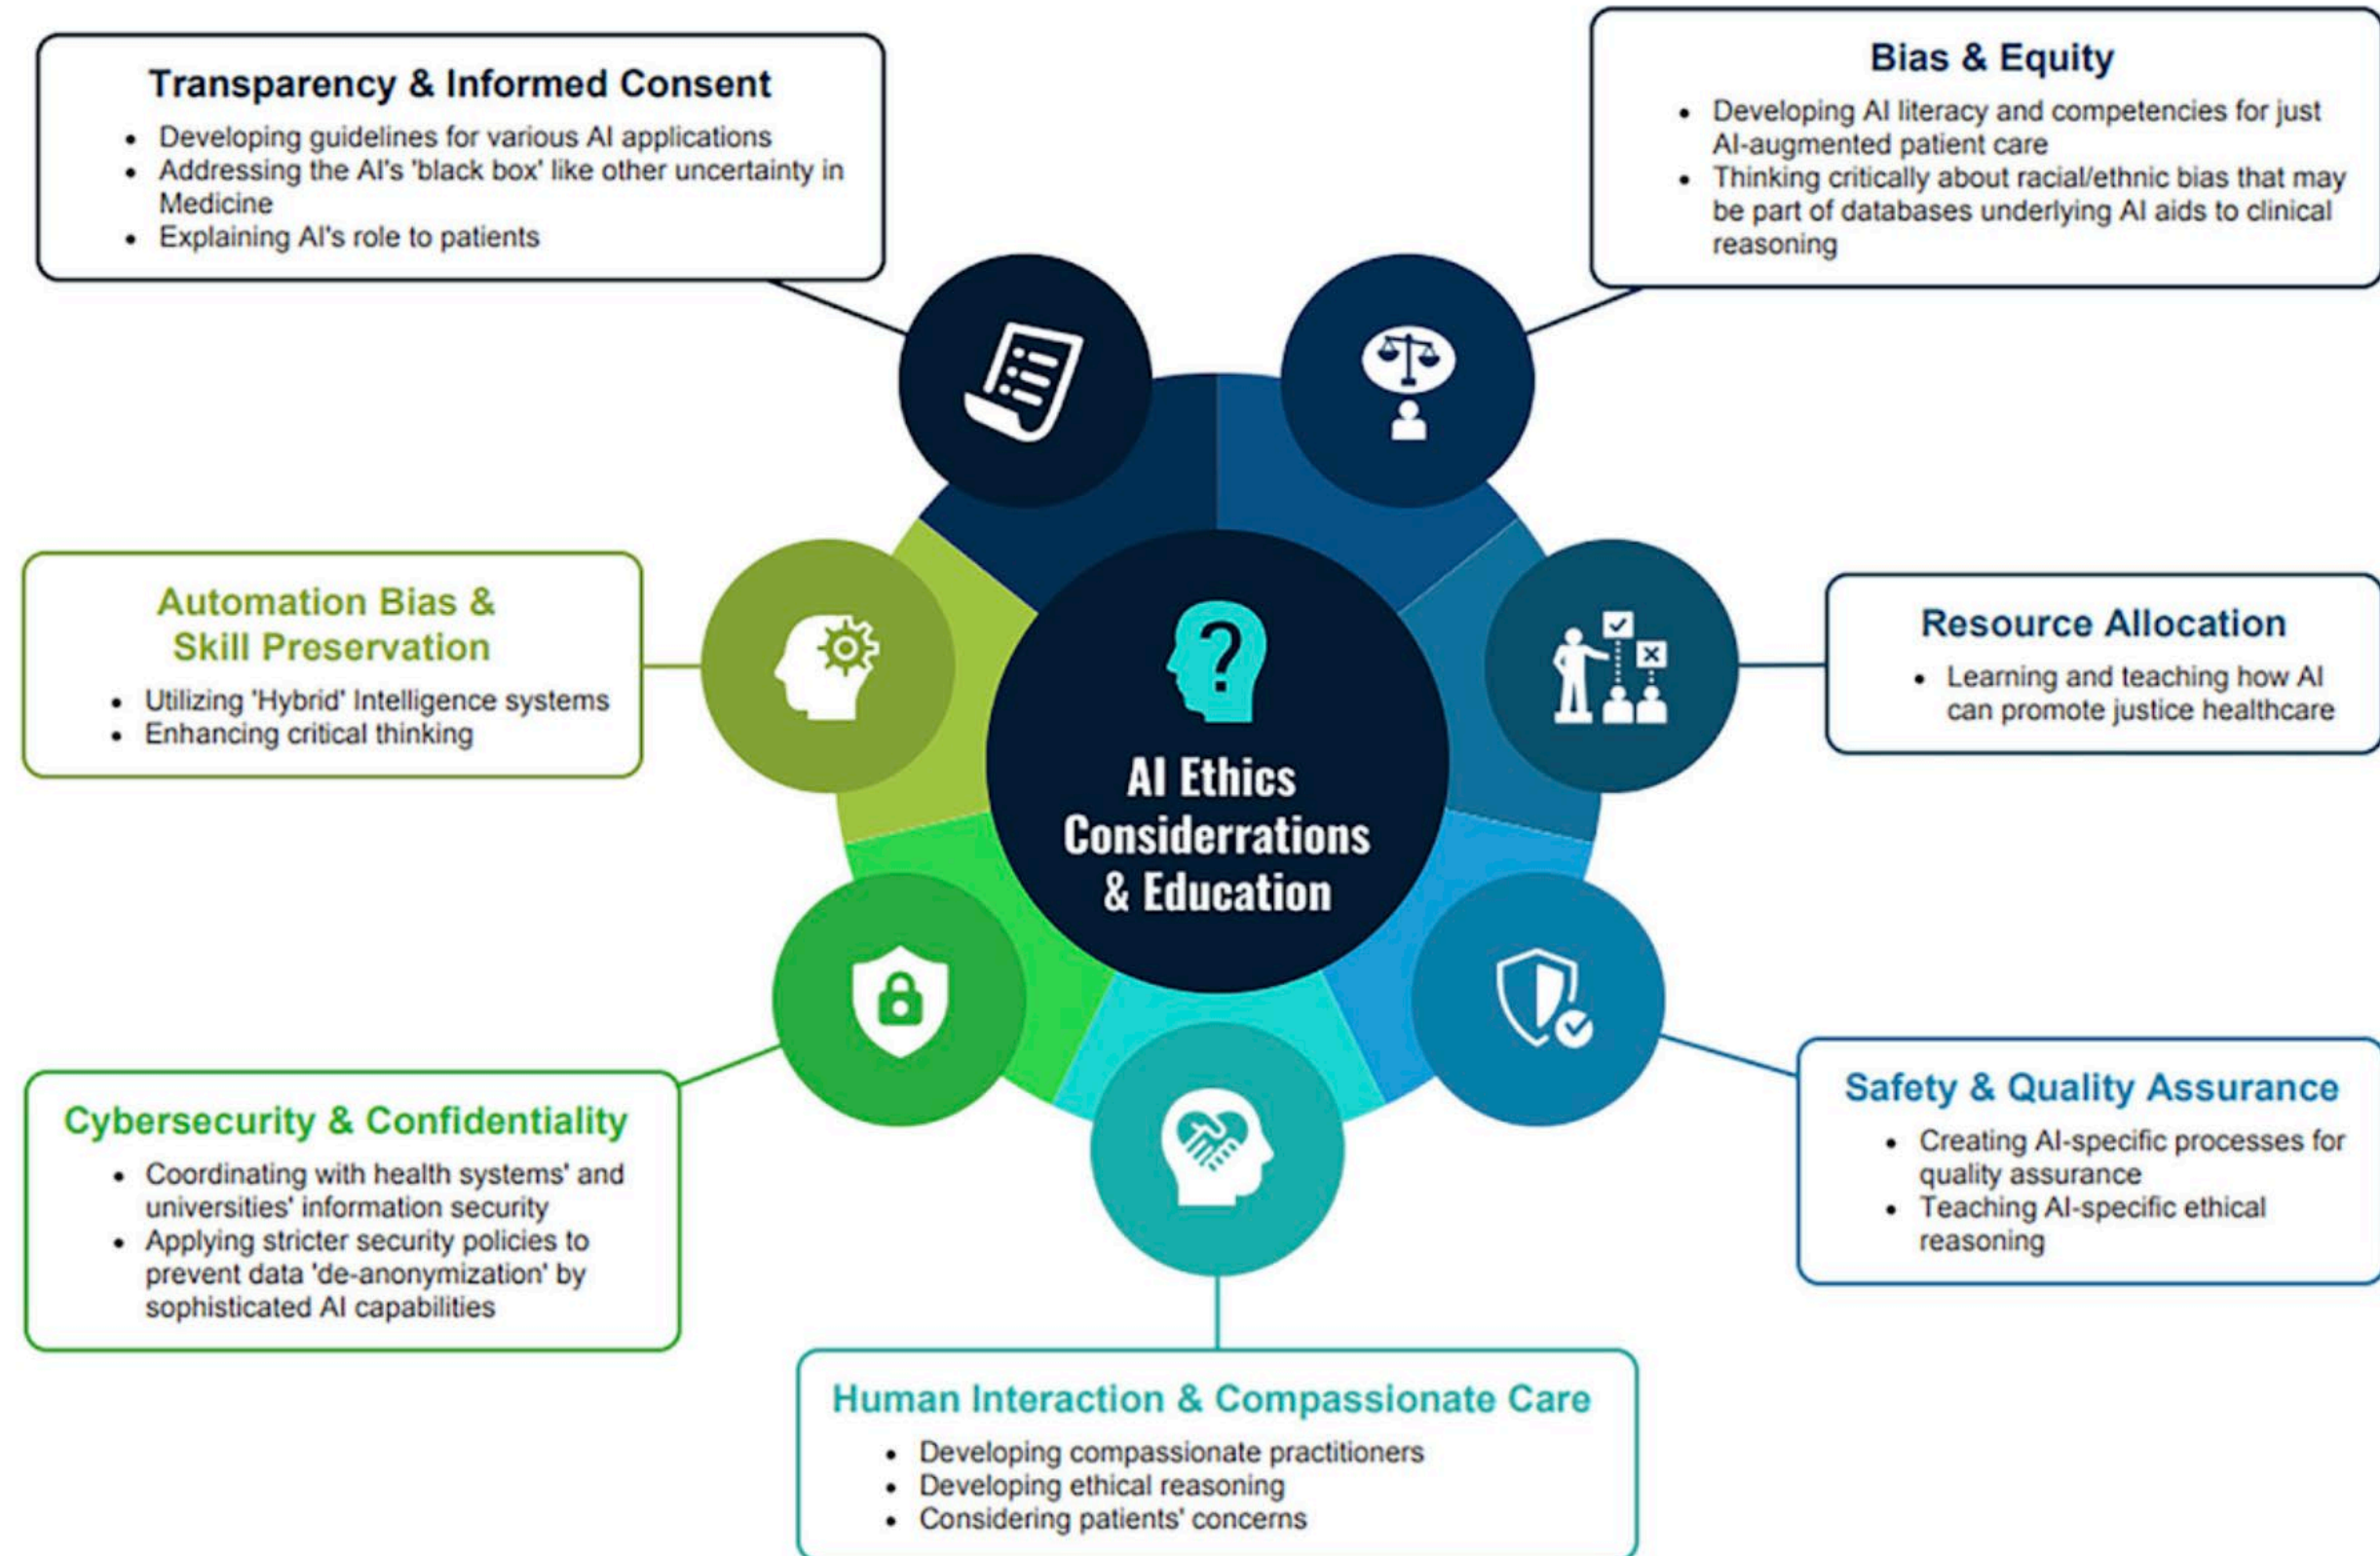 Transparency & Informed Consent
• Developing guidelines for various AI applications
• Addressing the AI's 'black box' like other uncertainty in
Medicine
• Explaining AI's role to patients
Bias & Equity
• Developing AI literacy and competencies for just
AI-augmented patient care
• Thinking critically about racial/ethnic bias that may
be part of databases underlying AI aids to clinical
reasoning
Automation Bias &
Skill Preservation
• Utilizing 'Hybrid' Intelligence systems
• Enhancing critical thinking
?
AI Ethics
Considerrations
& Education
Resource Allocation
• Learning and teaching how AI
can promote justice healthcare
Cybersecurity & Confidentiality
• Coordinating with health systems' and
universities' information security
• Applying stricter security policies to
prevent data 'de-anonymization' by
sophisticated AI capabilities
Safety & Quality Assurance
• Creating AI-specific processes for
quality assurance
• Teaching AI-specific ethical
reasoning
Human Interaction & Compassionate Care
• Developing compassionate practitioners
• Developing ethical reasoning
• Considering patients' concerns